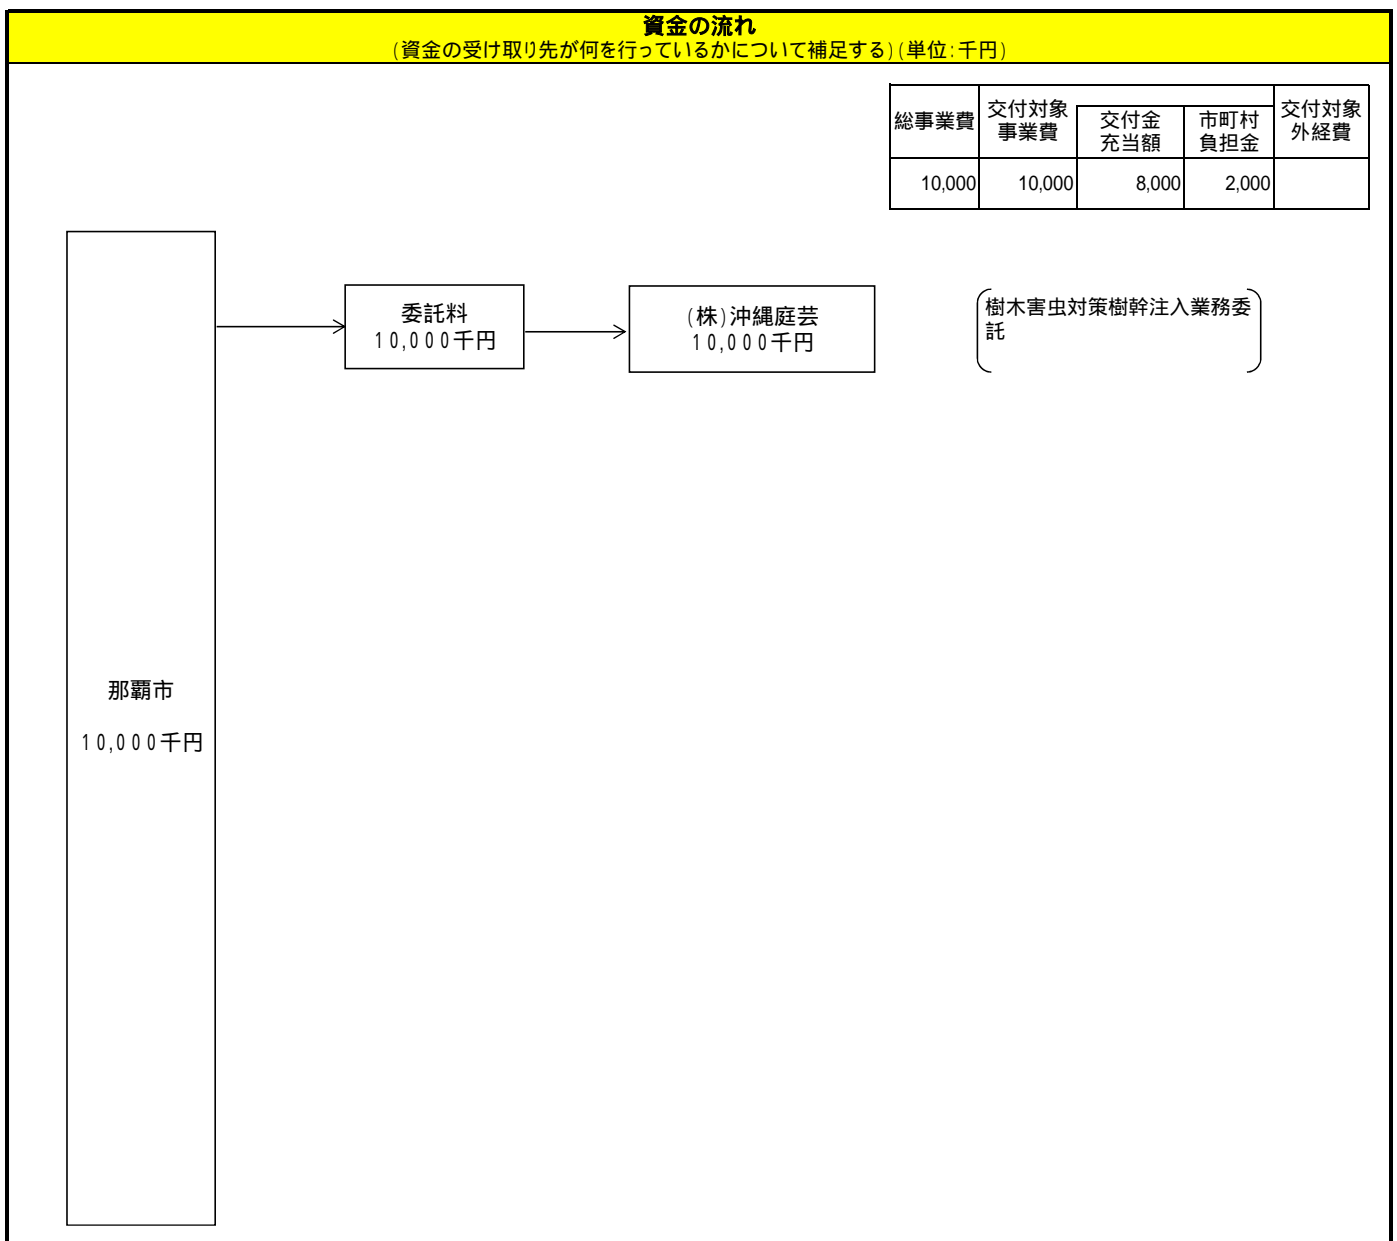 資金の流れ
(資金の受け取り先が何を行っているかについて補足する)(単位:千円)
総事業費
交付対象
事業費
交付金
充当額
市町村
負担金
交付対象
外経費
10,000
10,000
8,000
2,000
委託料
10,000千円
(株)沖縄庭芸
10,000千円
樹木害虫対策樹幹注入業務委
託
那覇市
10,000千円